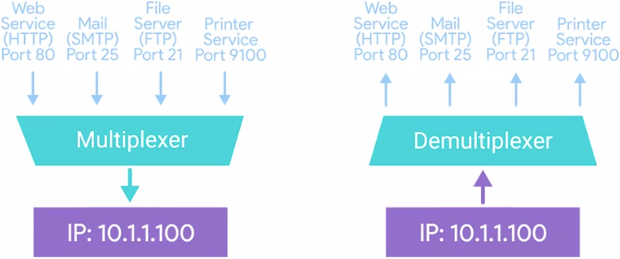 Web
Service
(HTTP)
Port 80
Mail
(SMTP)
Port 25
File
Server
(FTP)
Port 21
Printer
Service
Port 9100
Multiplexer
IP: 10.1.1.100
Web
Service
(HTTP)
Port 80
Mail
(SMTP)
Port 25
File
Server
(FTP)
Port 21
Printer
Service
Port 9100
Demultiplexer
IP: 10.1.1.100